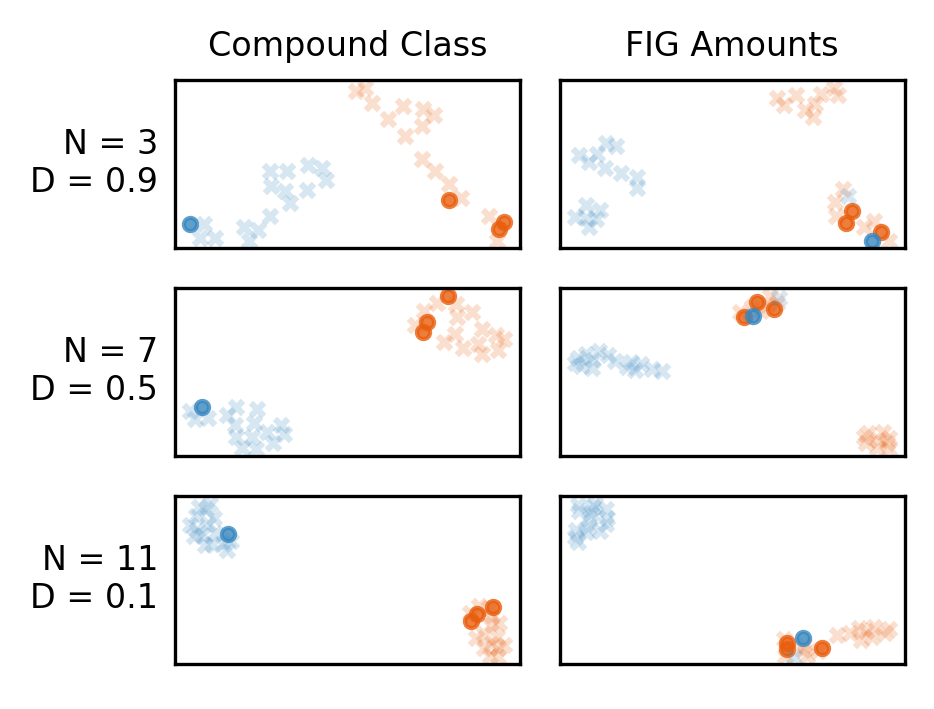 Compound Class
FIG Amounts
N = 3
D = 0.9
N = 7
D = 0.5
N = 11
D = 0.1